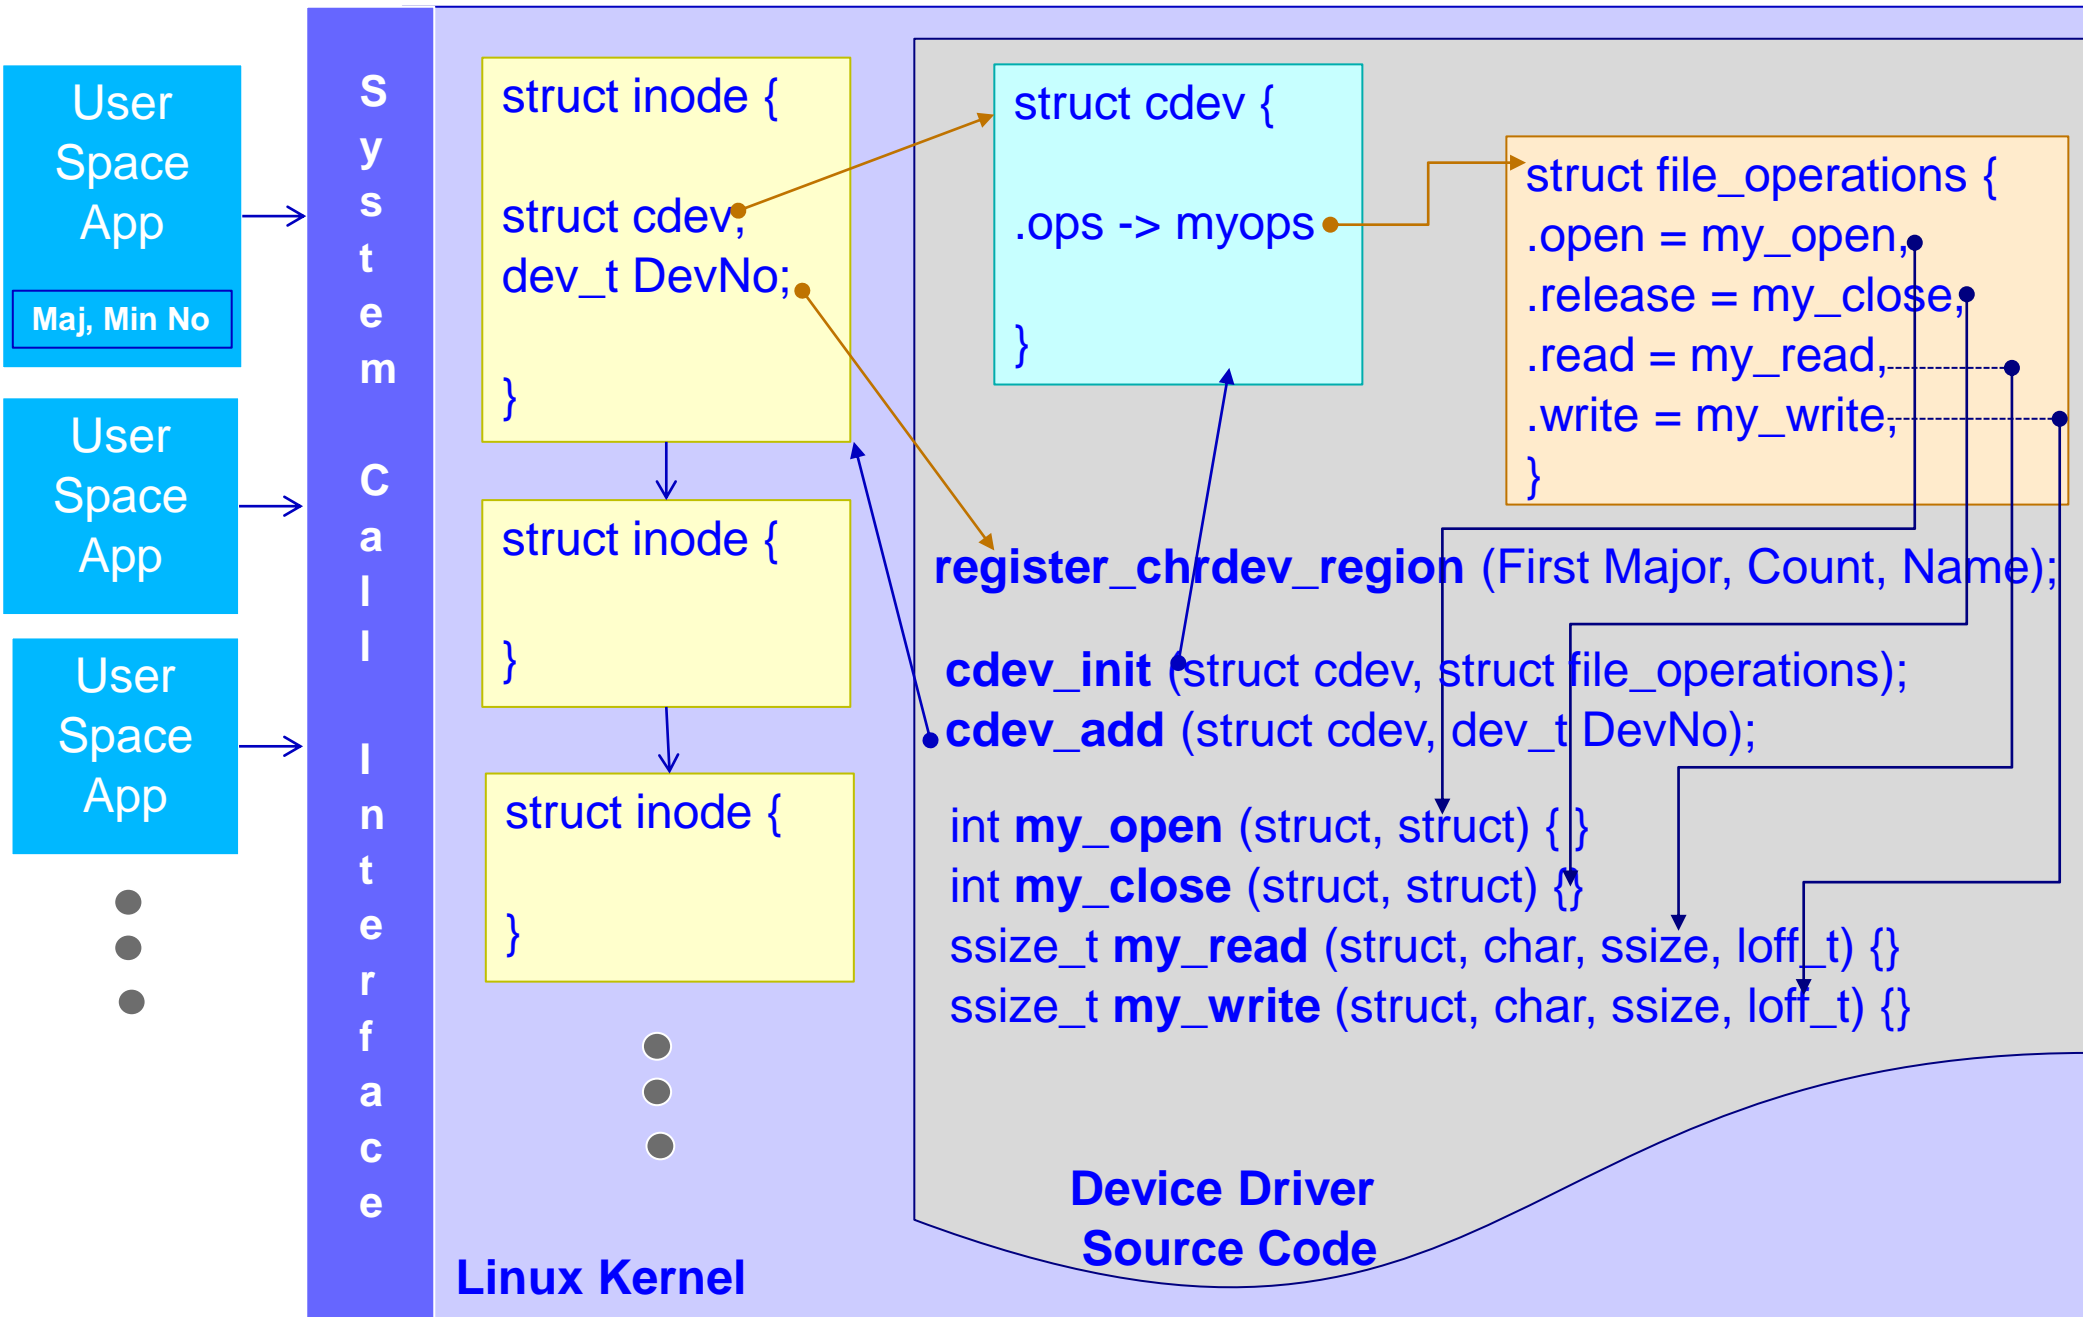 User
Space
App
Maj, Min No
User
Space
App
User
Space
App
System Call Interface
struct inode {
struct cdev,
dev_t DevNo;
}
struct inode {
}
struct inode {
}
Linux Kernel
struct cdev {
.ops -> myops
}
struct file_operations {
.open = my_open,
.release = my_close,
.read = my_read,
.write = my_write,
}
register_chrdev_region (First Major, Count, Name);
cdev_init (struct cdev, struct file_operations);
cdev_add (struct cdev, dev_t DevNo);
int my_open (struct, struct) { }
int my_close (struct, struct) {}
ssize_t my_read (struct, char, ssize, loff_t) {}
ssize_t my_write (struct, char, ssize, loff_t) {}
Device Driver
Source Code